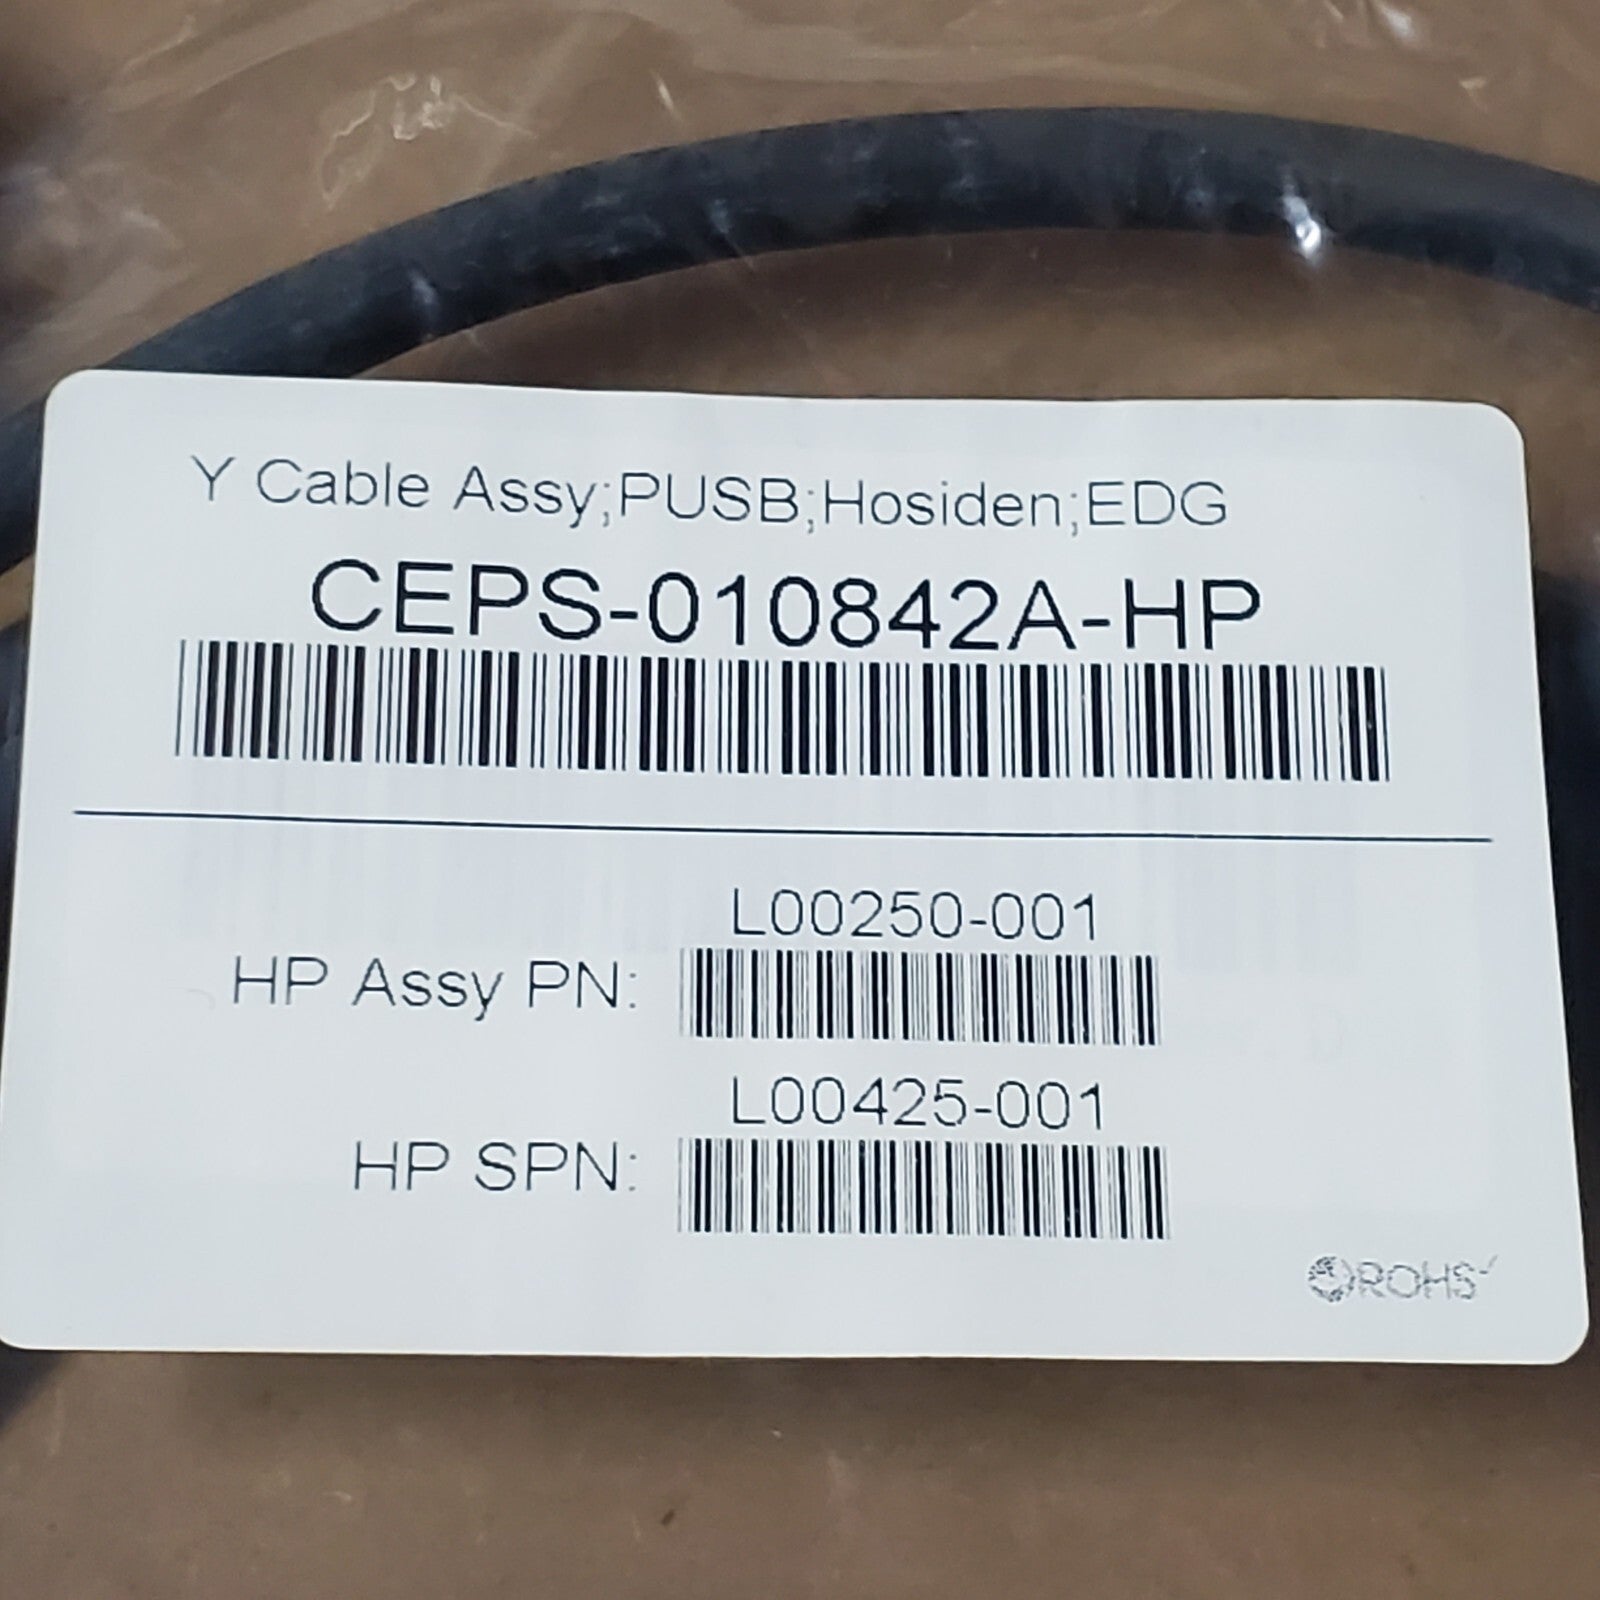 Y Cable Assy;PUSB;Hosiden;EDG
CEPS-010842A-HP
L00250-001
HP Assy PN:
L00425-001
HP SPN:
ROHS